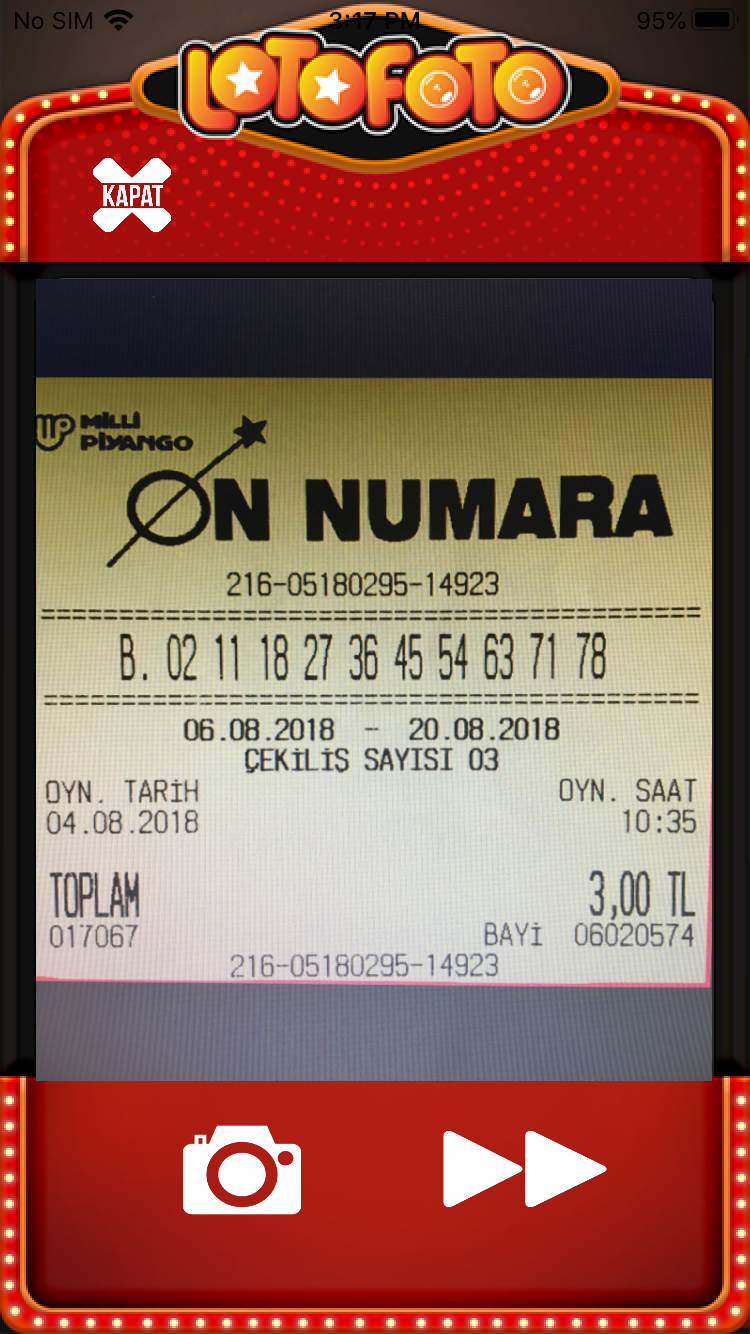 No SIM 3:17 PM 95%
LOTOFOTO
KAPAT
MP MİLLİ
PİYANGO
ON NUMARA
216-05180295-14923
B. 02 11 18 27 36 45 54 63 71 78
06.08.2018 - 20.08.2018
ÇEKİLİŞ SAYISI 03
OYN. TARİH OYN. SAAT
04.08.2018 10:35
TOPLAM 3,00 TL
017067 BAYİ 06020574
216-05180295-14923